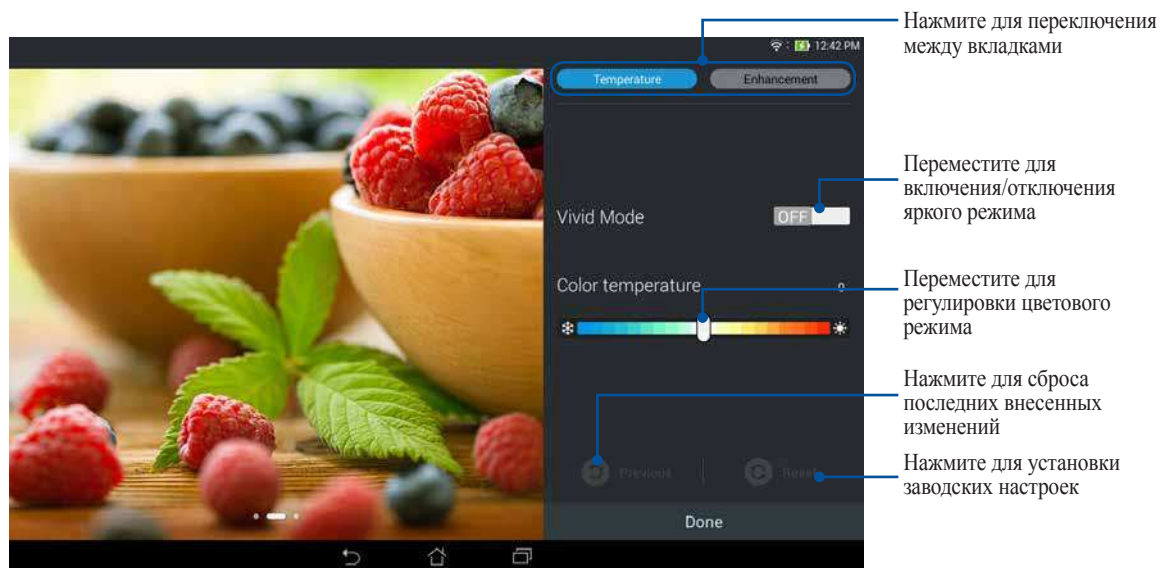 Нажмите для переключения
между вкладками
12:42 PM
Temperature
Enhancement
Переместите для
включения/отключения
яркого режима
Vivid Mode
OFF
Переместите для
регулировки цветового
режима
Color temperature
0
Нажмите для сброса
последних внесенных
изменений
Нажмите для установки
заводских настроек
Previous
Reset
Done